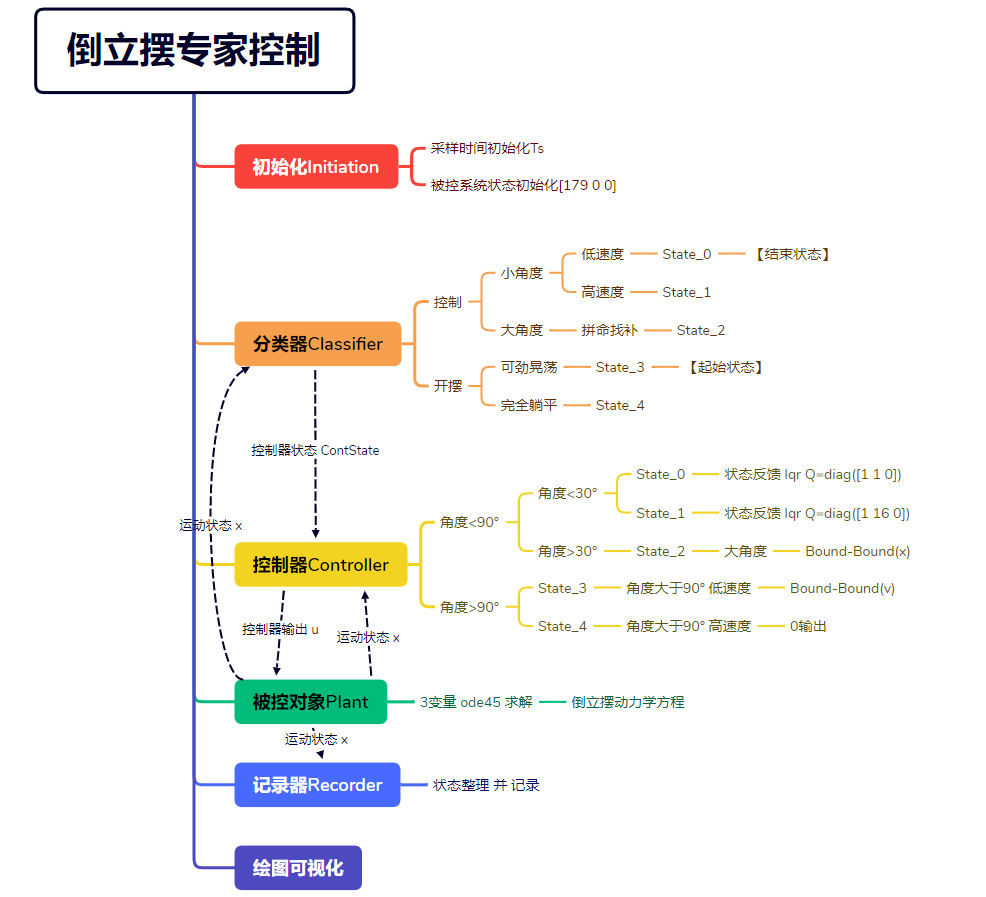 倒立摆专家控制
初始化Initiation
采样时间初始化Ts
被控系统状态初始化[179 0 0]
分类器Classifier
控制
小角度
低速度
State_0
【结束状态】
高速度
State_1
大角度
拼命找补
State_2
开摆
可劲晃荡
State_3
【起始状态】
完全躺平
State_4
控制器状态 ContState
运动状态 x
控制器Controller
角度<90°
角度<30°
State_0
状态反馈 lqr Q=diag([1 1 0])
State_1
状态反馈 lqr Q=diag([1 16 0])
角度>30°
State_2
大角度
Bound-Bound(x)
角度>90°
State_3
角度大于90° 低速度
Bound-Bound(v)
State_4
角度大于90° 高速度
0输出
控制器输出 u
运动状态 x
被控对象Plant
3变量 ode45 求解
倒立摆动力学方程
运动状态 x
记录器Recorder
状态整理 并 记录
绘图可视化